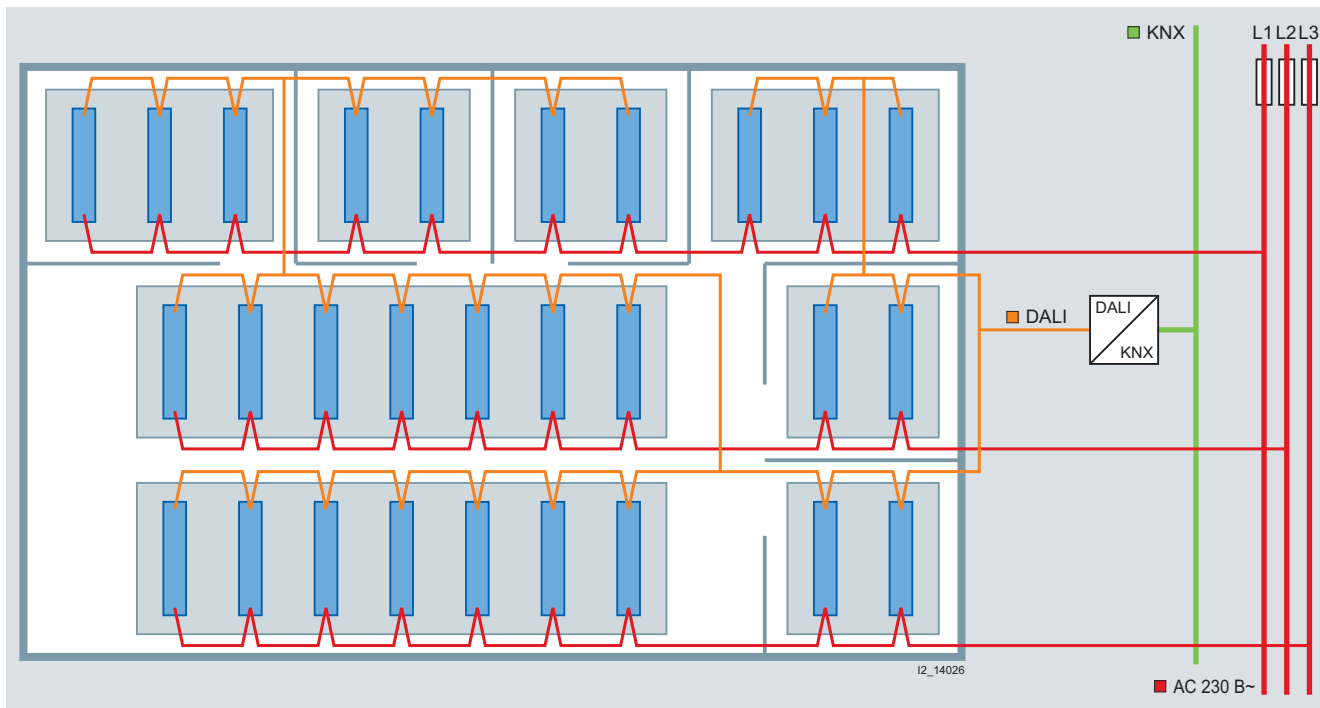 KNX
L1 L2 L3
DALI
DALI
KNX
I2_14026
AC 230 В~